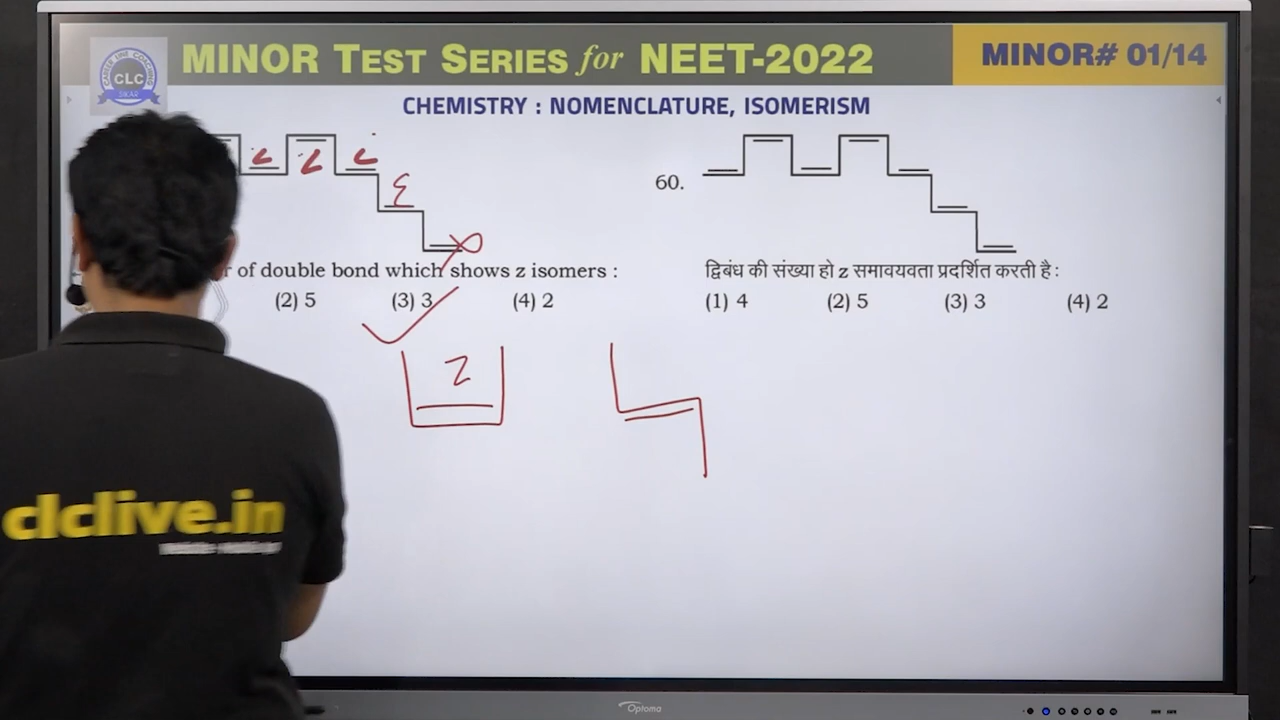 MINOR TEST SERIES for NEET-2022
MINOR# 01/14
CLC
SIKAR
CHEMISTRY : NOMENCLATURE, ISOMERISM
of double bond which shows z isomers :
(2) 5 (3) 3 (4) 2
Z
60.
द्विबंध की संख्या हो z समावयवता प्रदर्शित करती है :
(1) 4 (2) 5 (3) 3 (4) 2
clclive.in
Optoma